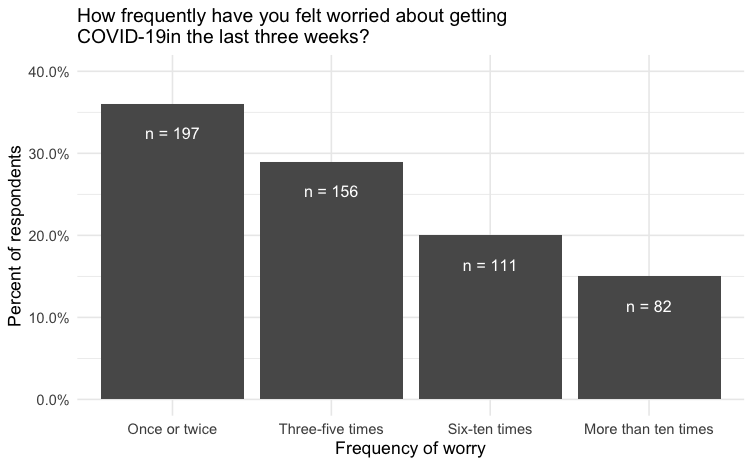 How frequently have you felt worried about getting
COVID-19in the last three weeks?
40.0%
30.0%
20.0%
10.0%
0.0%
Percent of respondents
n = 197
n = 156
n = 111
n = 82
Once or twice
Three-five times
Six-ten times
More than ten times
Frequency of worry